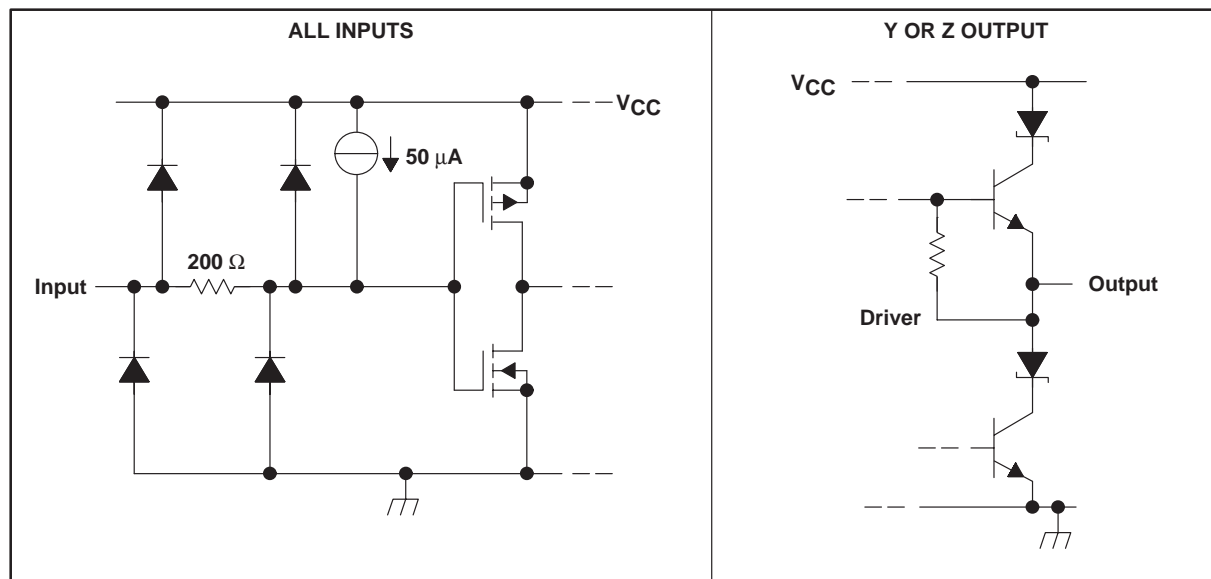 ALL INPUTS
VCC
50 μA
200 Ω
Input
Y OR Z OUTPUT
VCC
Output
Driver